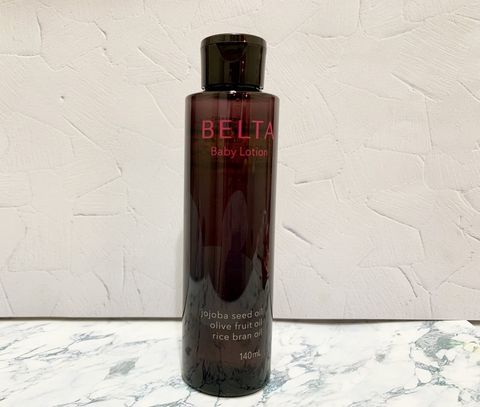 BELTA
Baby Lotion
jojoba seed oil
olive fruit oil
rice bran oil
140mL